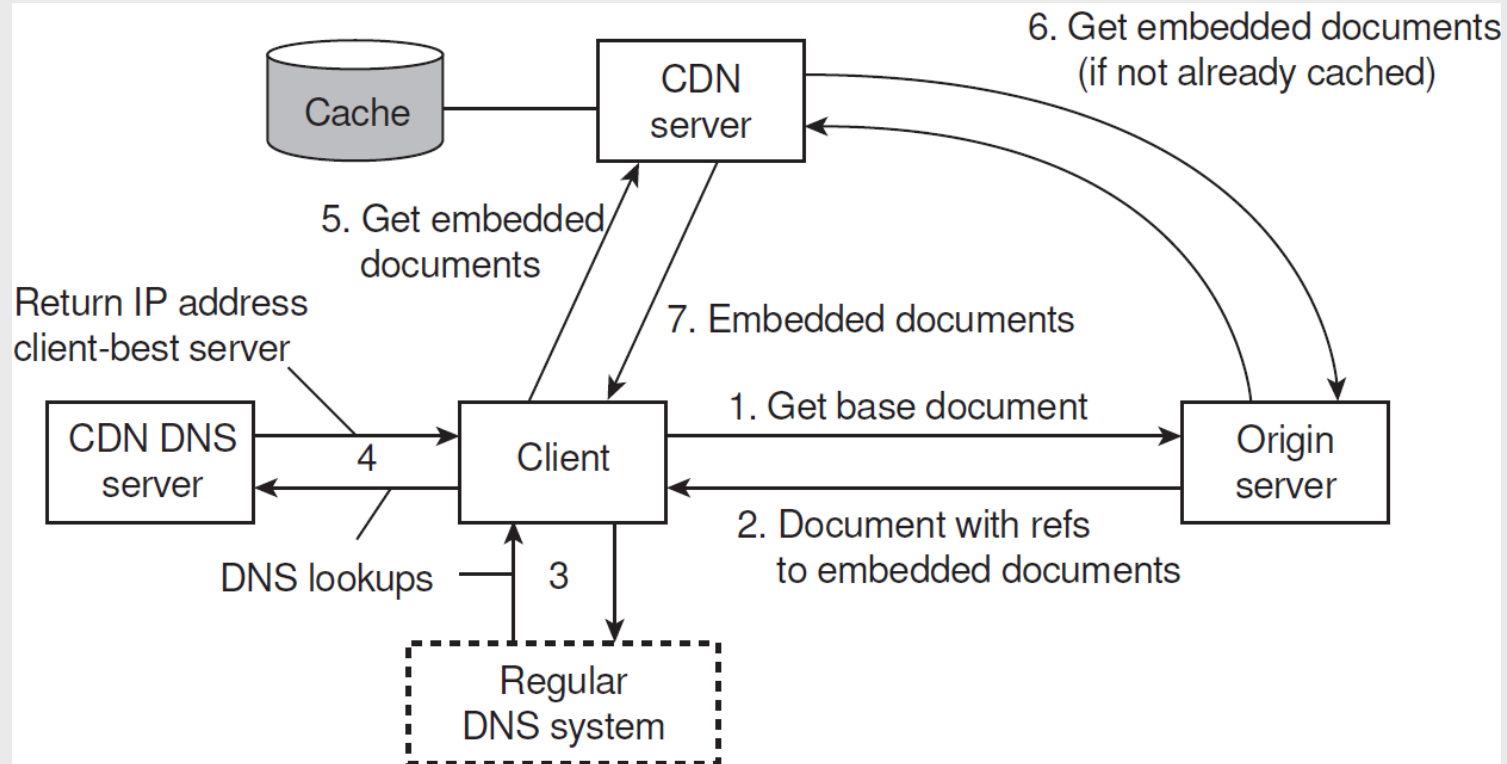 6. Get embedded documents
(if not already cached)
CDN
server
Cache
5. Get embedded
documents
Return IP address
client-best server
7. Embedded documents
1. Get base document
CDN DNS
server
4
Client
Origin
server
2. Document with refs
to embedded documents
DNS lookups
3
Regular
DNS system